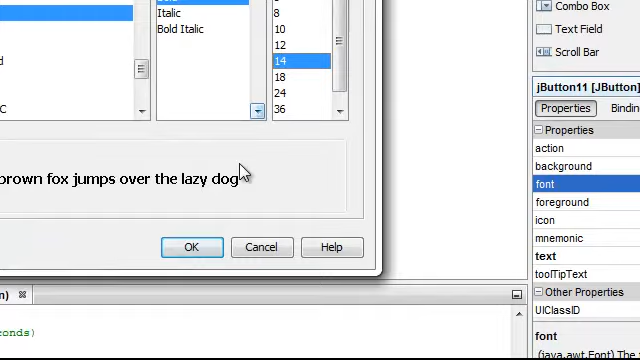 Combo Box
Text Field
Scroll Bar
Italic
Bold Italic
8
10
12
14
18
24
36
jButton11 [JButton]
Properties
Properties
action
background
font
foreground
icon
mnemonic
text
toolTipText
Other Properties
UIClassID
font
(java.awt.Font) The
brown fox jumps over the lazy dog
OK
Cancel
Help